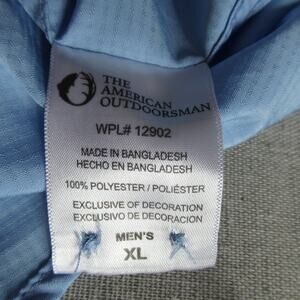 THE
AMERICAN
OUTDOORSMAN
WPL# 12902
MADE IN BANGLADESH
HECHO EN BANGLADESH
100% POLYESTER / POLIÉSTER
EXCLUSIVE OF DECORATION
EXCLUSIVO DE DECORACION
MEN'S
XL